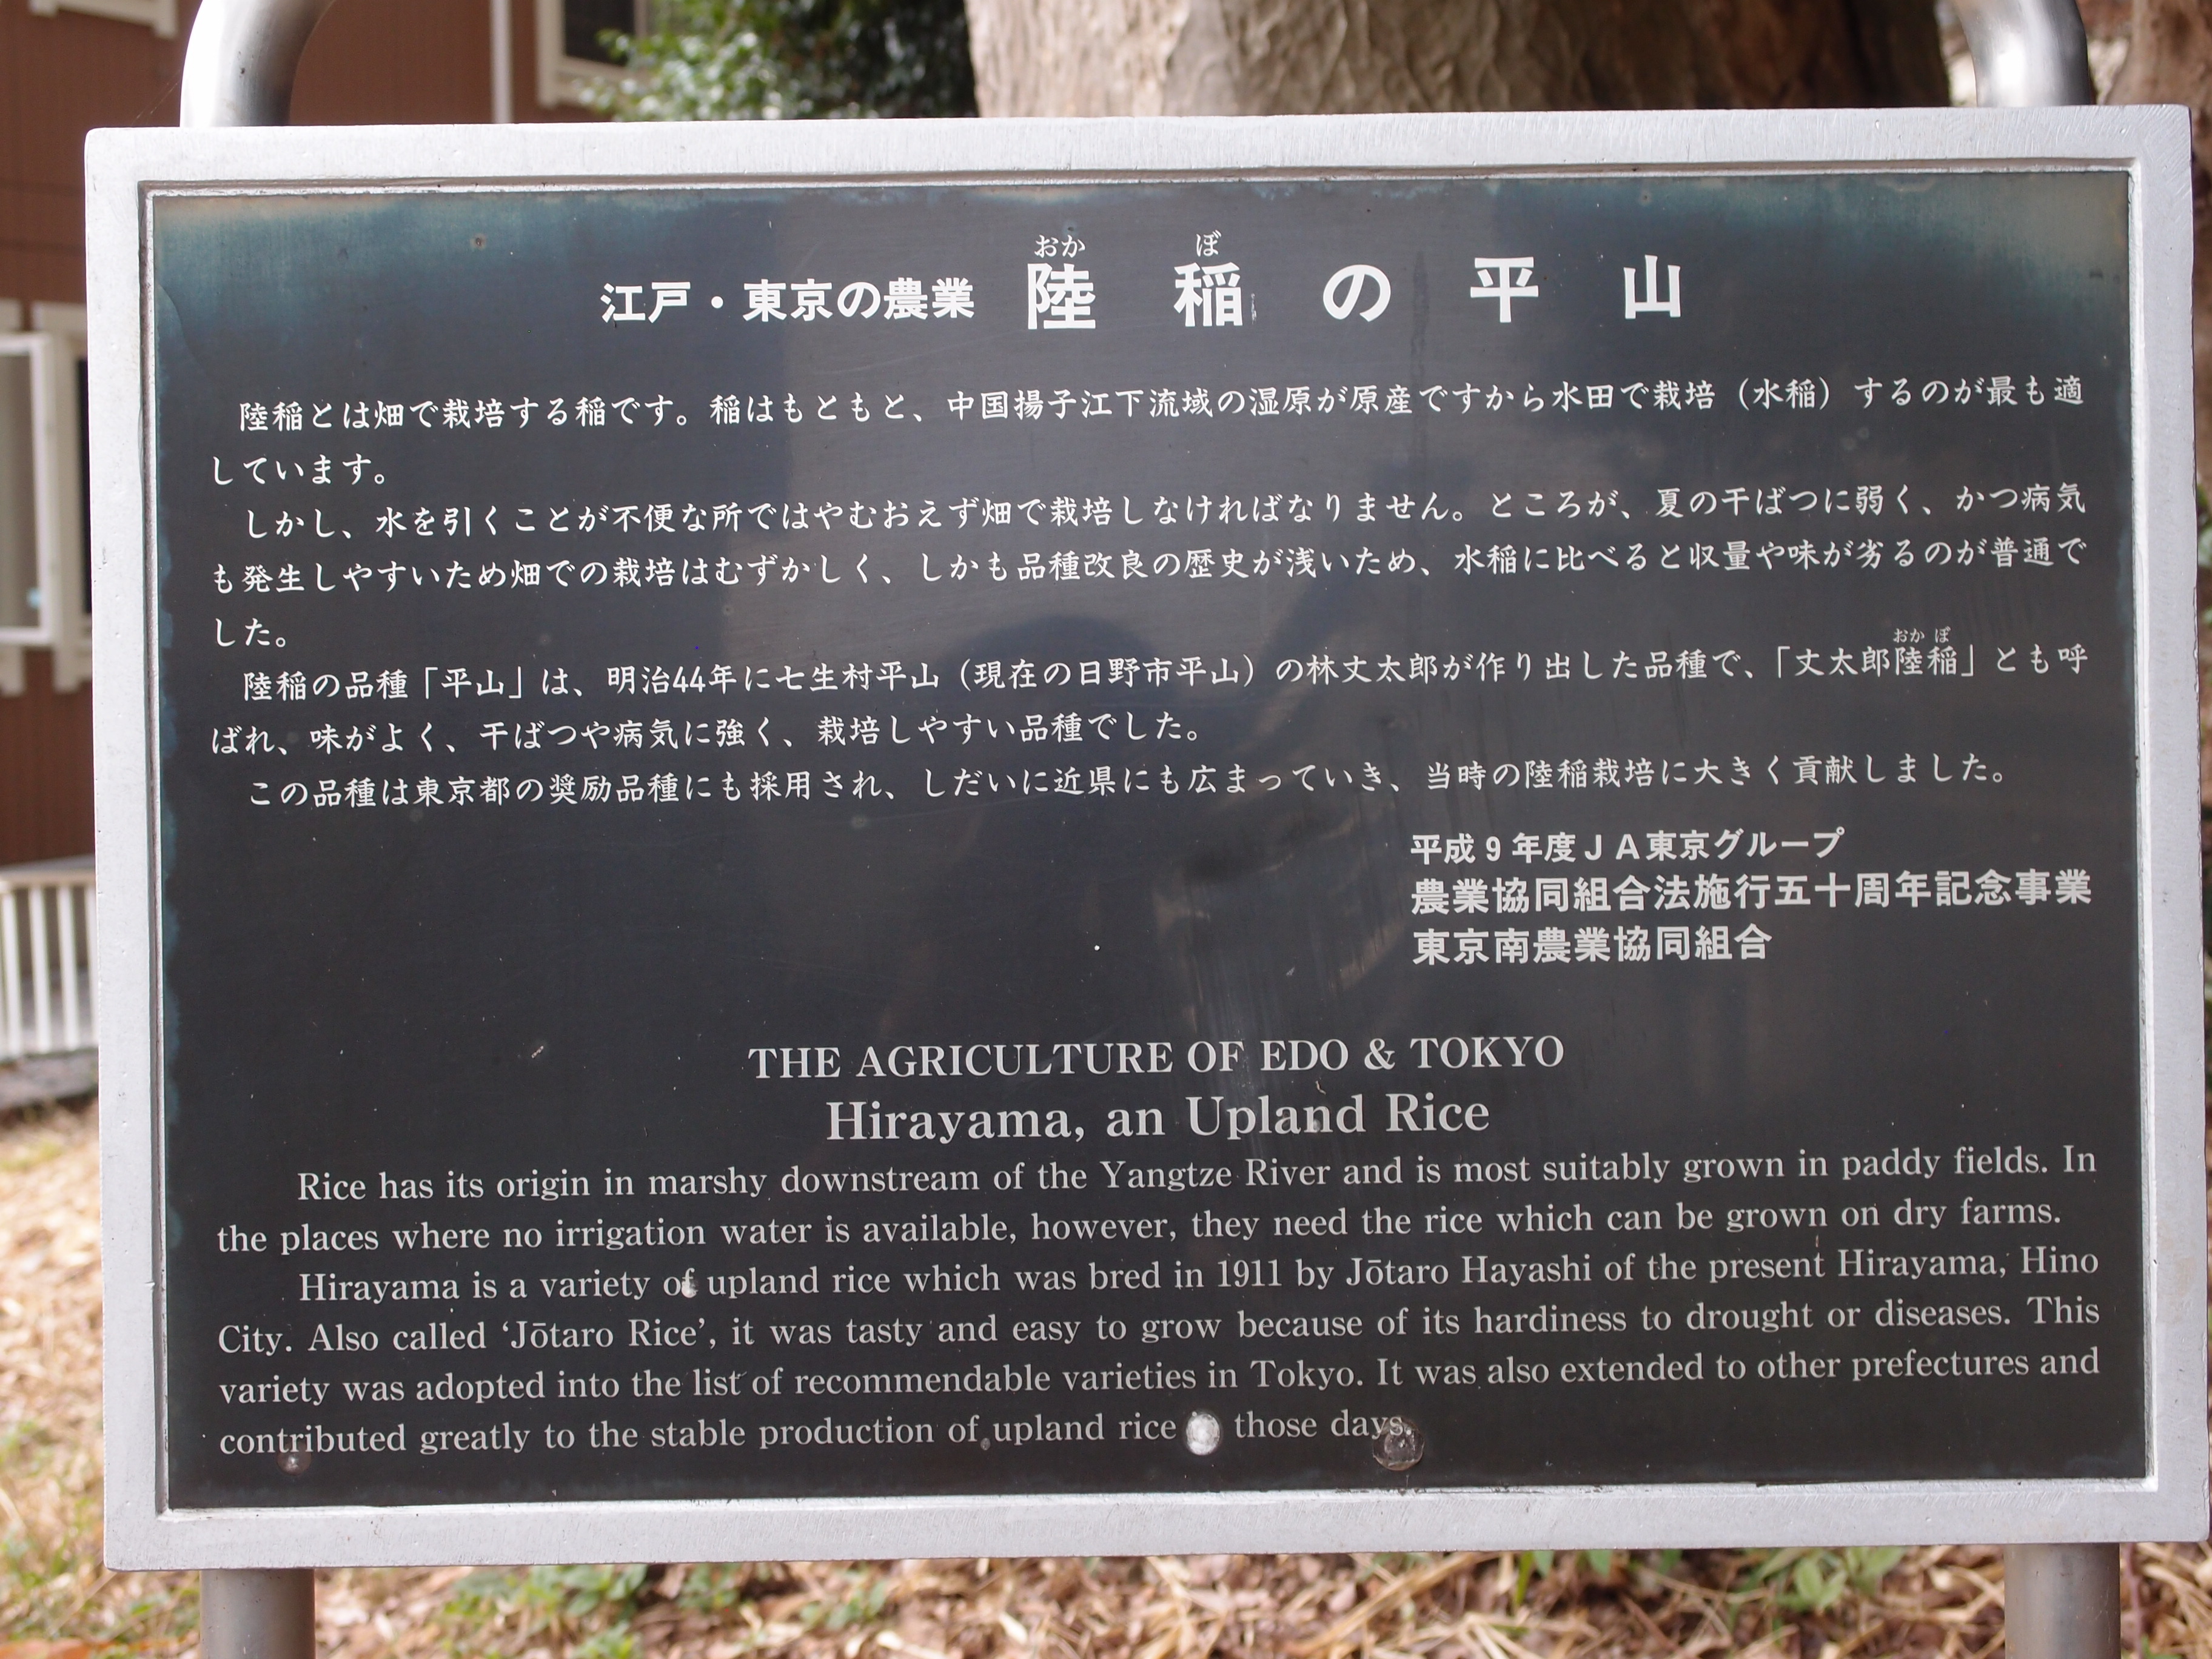 江戸・東京の農業 陸稲の平山
おか ぼ
陸稲とは畑で栽培する稲です。稲はもともと、中国揚子江下流域の湿原が原産ですから水田で栽培（水稲）するのが最も適
しています。
しかし、水を引くことが不便な所ではやむおえず畑で栽培しなければなりません。ところが、夏の干ばつに弱く、かつ病気
も発生しやすいため畑での栽培はむずかしく、しかも品種改良の歴史が浅いため、水稲に比べると収量や味が劣るのが普通で
した。
おか ぼ
陸稲の品種「平山」は、明治44年に七生村平山（現在の日野市平山）の林丈太郎が作り出した品種で、「丈太郎陸稲」とも呼
ばれ、味がよく、干ばつや病気に強く、栽培しやすい品種でした。
この品種は東京都の奨励品種にも採用され、しだいに近県にも広まっていき、当時の陸稲栽培に大きく貢献しました。
平成9年度JA東京グループ
農業協同組合法施行五十周年記念事業
東京南農業協同組合
THE AGRICULTURE OF EDO & TOKYO
Hirayama, an Upland Rice
Rice has its origin in marshy downstream of the Yangtze River and is most suitably grown in paddy fields. In
the places where no irrigation water is available, however, they need the rice which can be grown on dry farms.
Hirayama is a variety of upland rice which was bred in 1911 by Jōtaro Hayashi of the present Hirayama, Hino
City. Also called ‘Jōtaro Rice’, it was tasty and easy to grow because of its hardiness to drought or diseases. This
variety was adopted into the list of recommendable varieties in Tokyo. It was also extended to other prefectures and
contributed greatly to the stable production of upland rice those days.